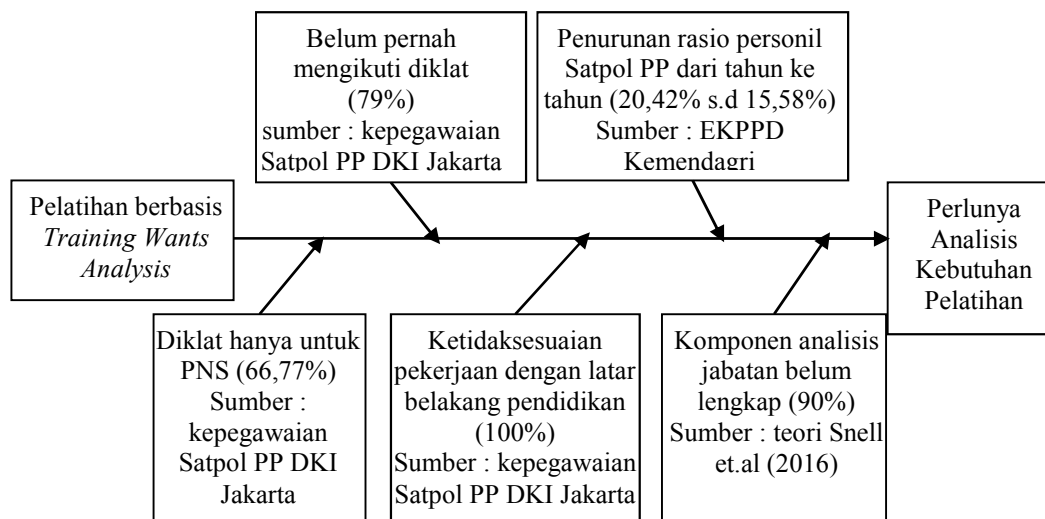 Belum pernah
mengikuti diklat
(79%)
sumber : kepegawaian
Satpol PP DKI Jakarta
Penurunan rasio personil
Satpol PP dari tahun ke
tahun (20,42% s.d 15,58%)
Sumber : EKPPD
Kemendagri
Pelatihan berbasis
Training Wants
Analysis
Perlunya
Analisis
Kebutuhan
Pelatihan
Diklat hanya untuk
PNS (66,77%)
Sumber :
kepegawaian
Satpol PP DKI
Jakarta
Ketidaksesuaian
pekerjaan dengan latar
belakang pendidikan
(100%)
Sumber : kepegawaian
Satpol PP DKI Jakarta
Komponen analisis
jabatan belum
lengkap (90%)
Sumber : teori Snell
et.al (2016)